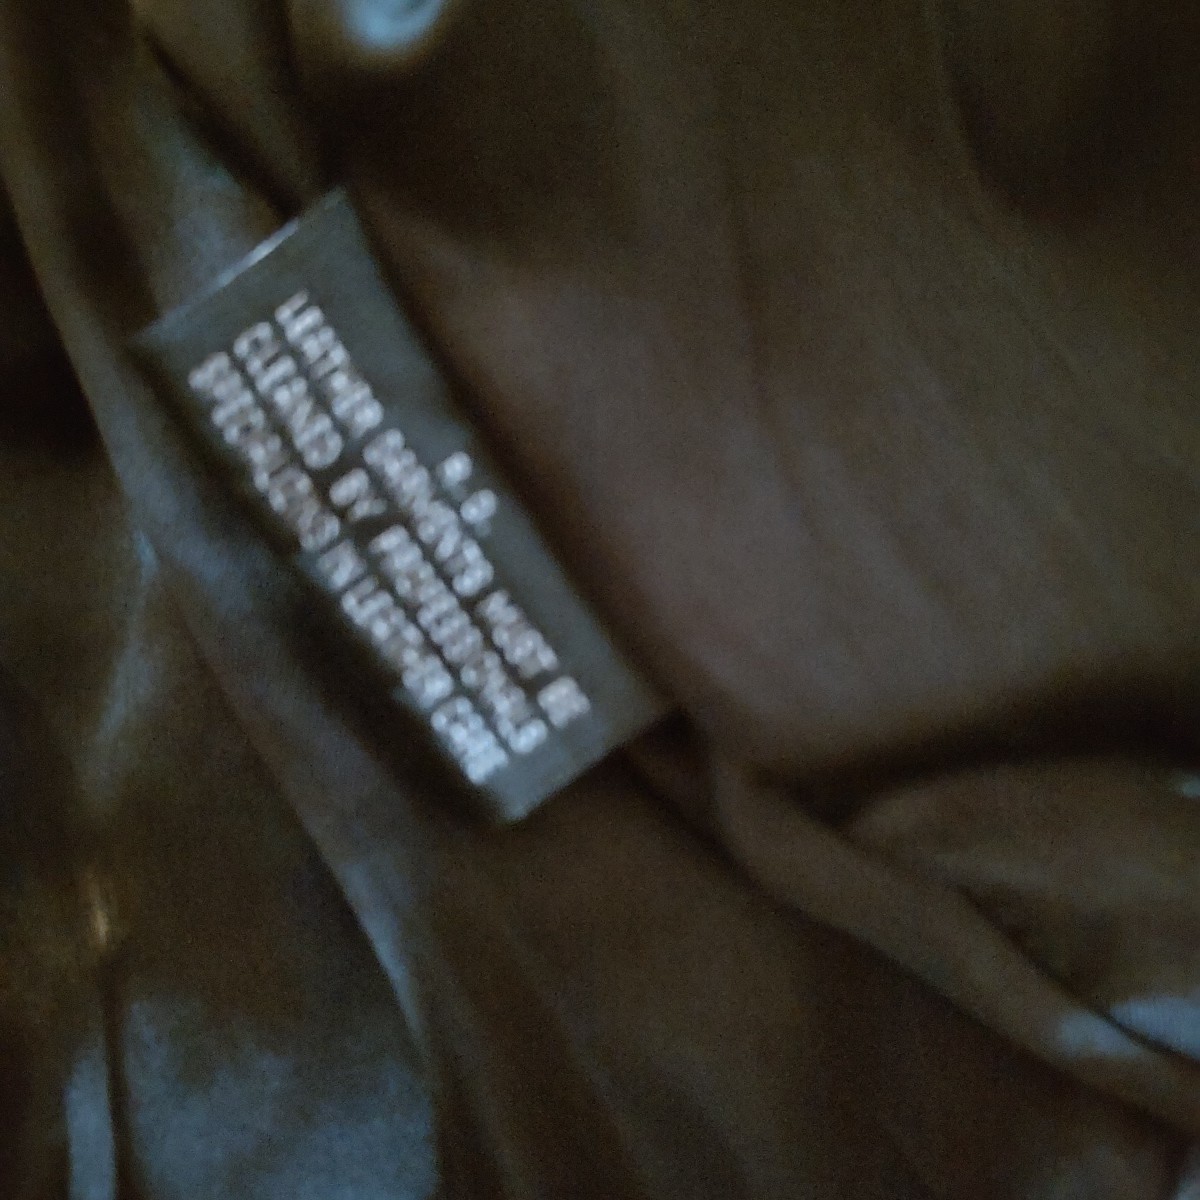 LEATHER GARMENTS MUST BE
CLEANED BY PROFESSIONALS
SPECIALIZING IN LEATHER CARE